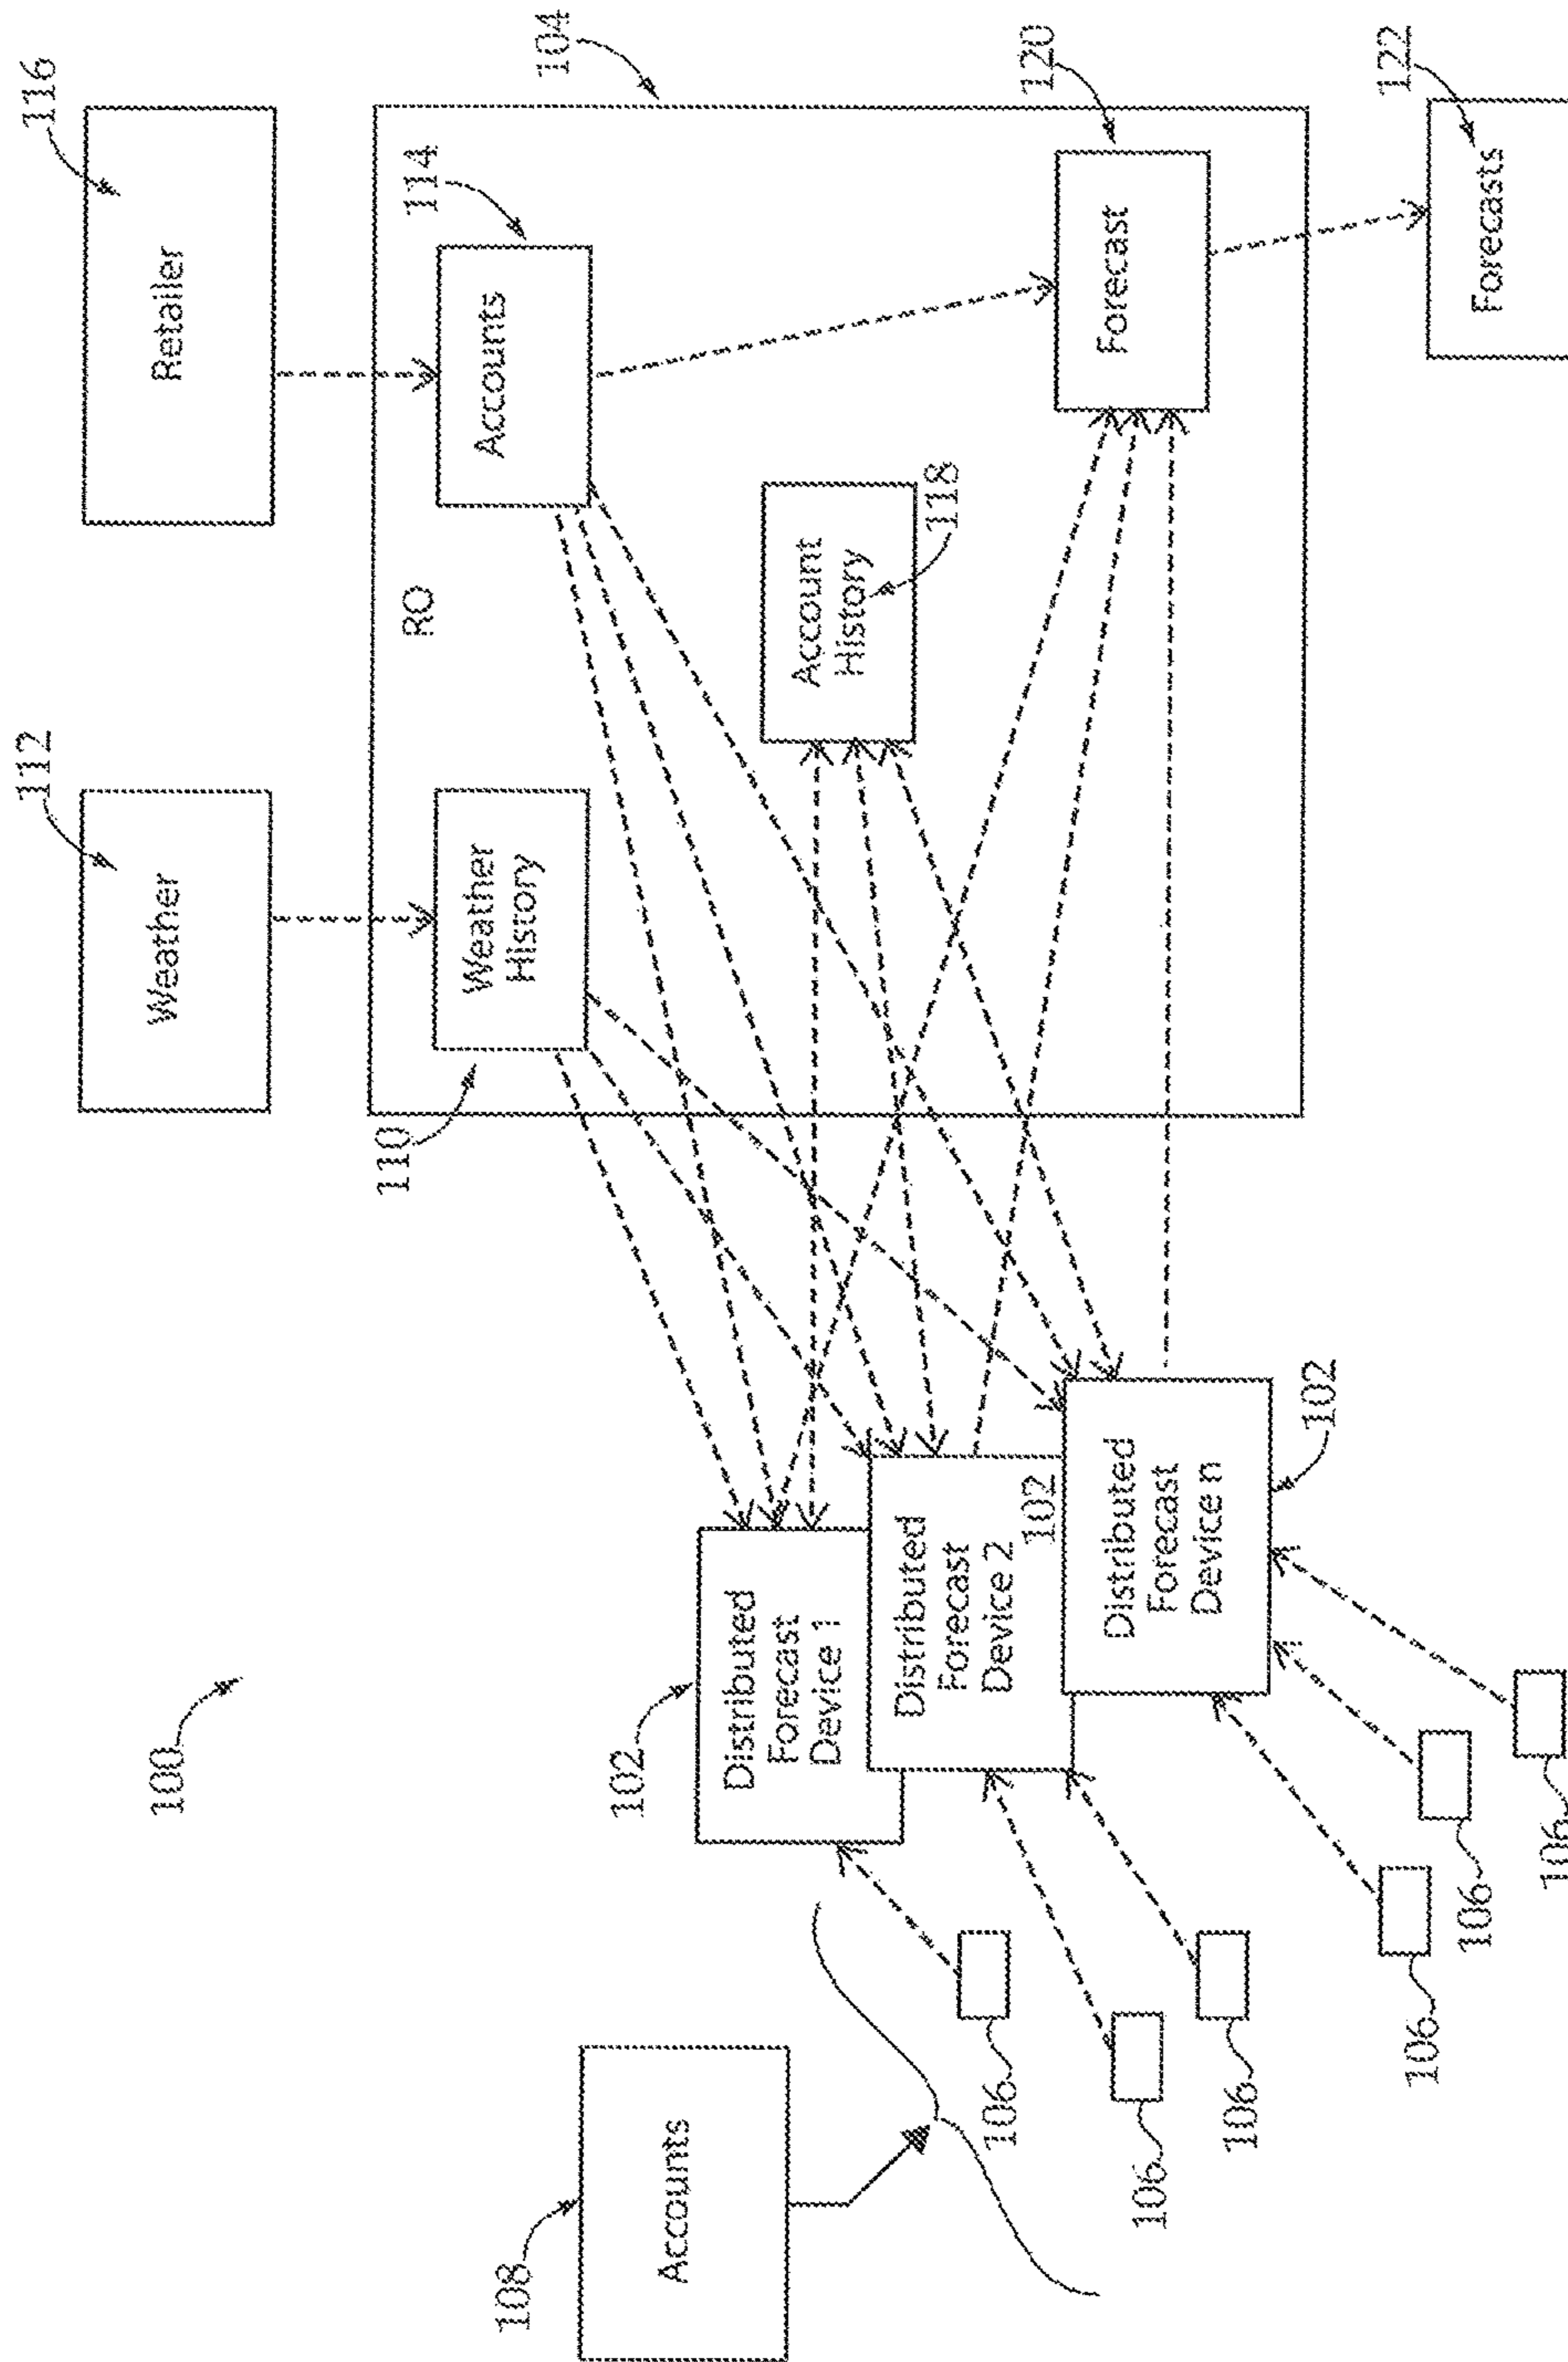 112
116
100
Weather
Retailer
110
RO
114
Weather
History
Accounts
108
104
102
Accounts
Distributed
Forecast
Device 1
Account
History
118
Distributed
Forecast
Device 2
102
106
120
Forecast
Distributed
Forecast
Device n
106
106
102
122
106
106
Forecasts
106